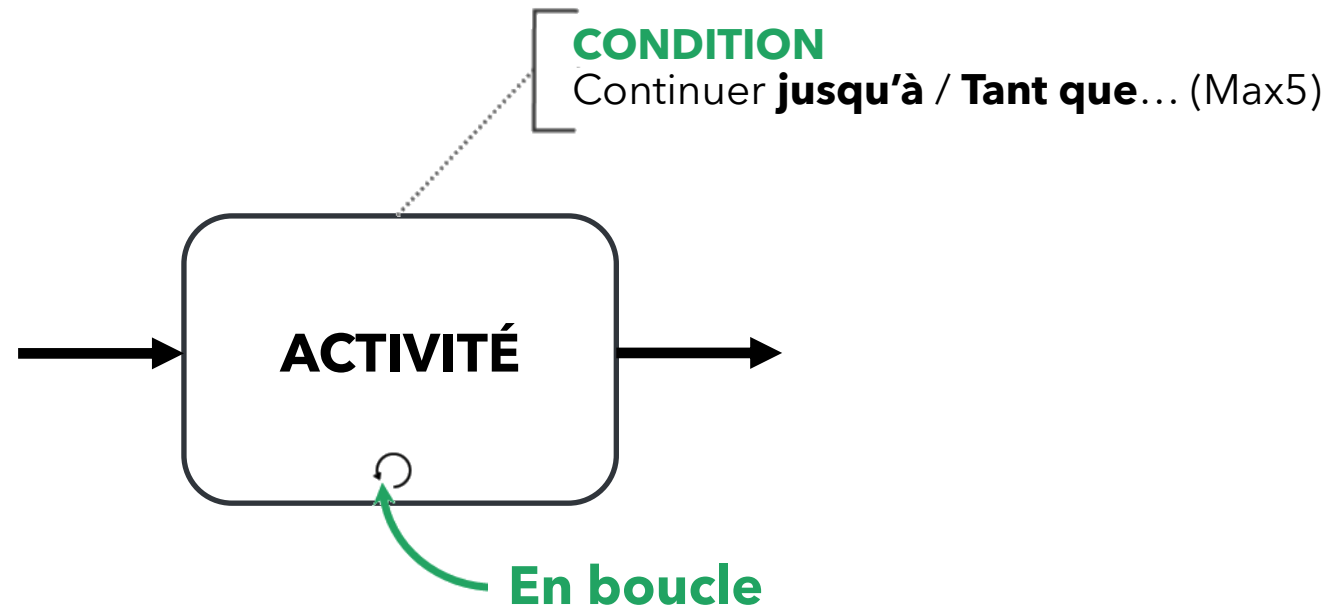 CONDITION
Continuer jusqu’à / Tant que… (Max5)
ACTIVITÉ
En boucle